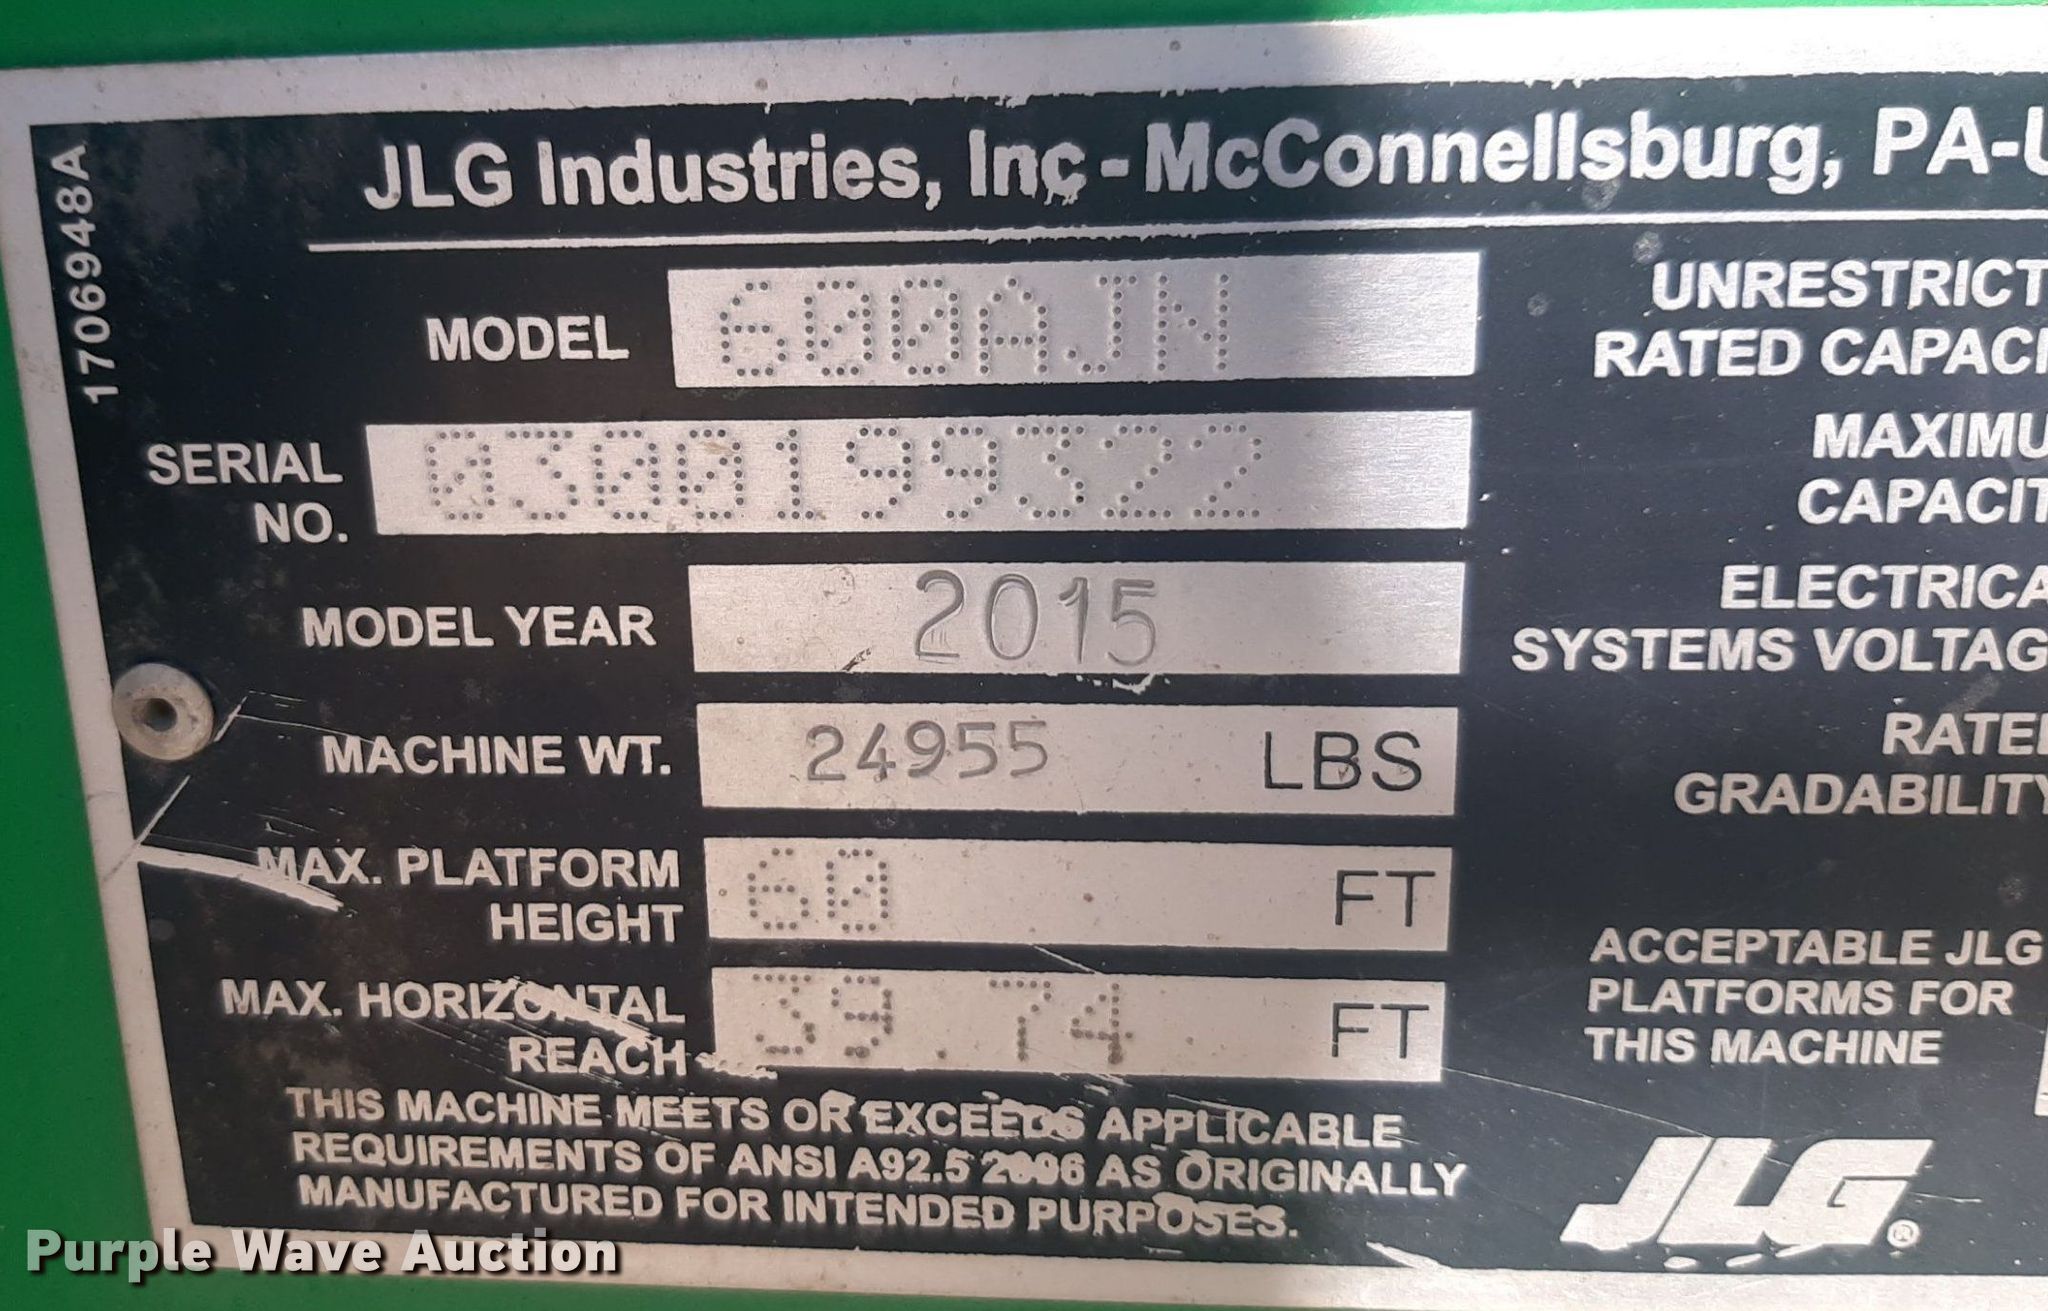 JLG Industries, Inc - McConnellsburg, PA-U
1706948A
MODEL 600AJN
SERIAL NO. 0300199322
MODEL YEAR 2015
MACHINE WT. 24955 LBS
MAX. PLATFORM HEIGHT 60 FT
MAX. HORIZONTAL REACH 39.74 FT
THIS MACHINE MEETS OR EXCEEDS APPLICABLE
REQUIREMENTS OF ANSI A92.5 2006 AS ORIGINALLY
MANUFACTURED FOR INTENDED PURPOSES.
UNRESTRICT
RATED CAPACI
MAXIMU
CAPACIT
ELECTRICA
SYSTEMS VOLTAG
RATE
GRADABILITY
ACCEPTABLE JLG
PLATFORMS FOR
THIS MACHINE
JLG®
Purple Wave Auction